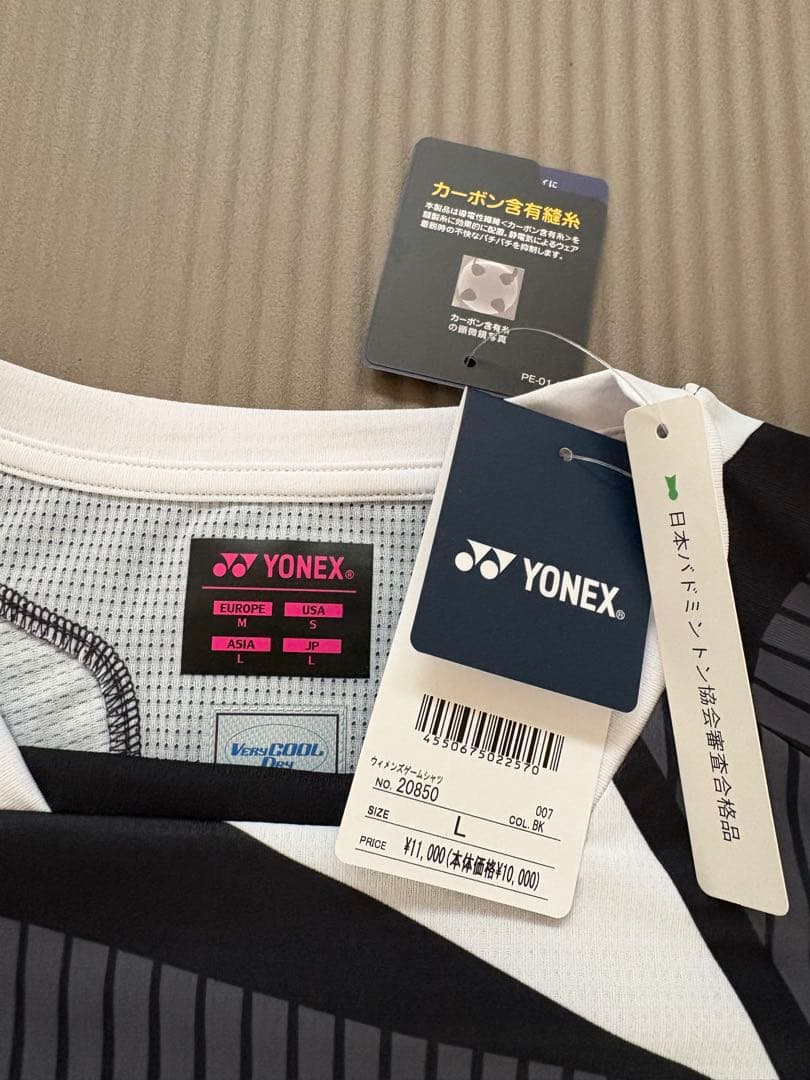 カーボン含有縫糸
本製品は導電性繊維<カーボン含有糸>を
縫製糸に効果的に配置。静電気によるウェア
着脱時の不快なパチパチを抑制します。
カーボン含有糸
の顕微鏡写真
PE-01
YONEX®
EUROPE
M
USA
S
ASIA
L
JP
L
VERYCOOL
DRY
YONEX®
4550675022570
ウィメンズゲームシャツ
NO. 20850
007
SIZE L COL. BK
PRICE ¥11,000(本体価格¥10,000)
日本バドミントン協会審査合格品